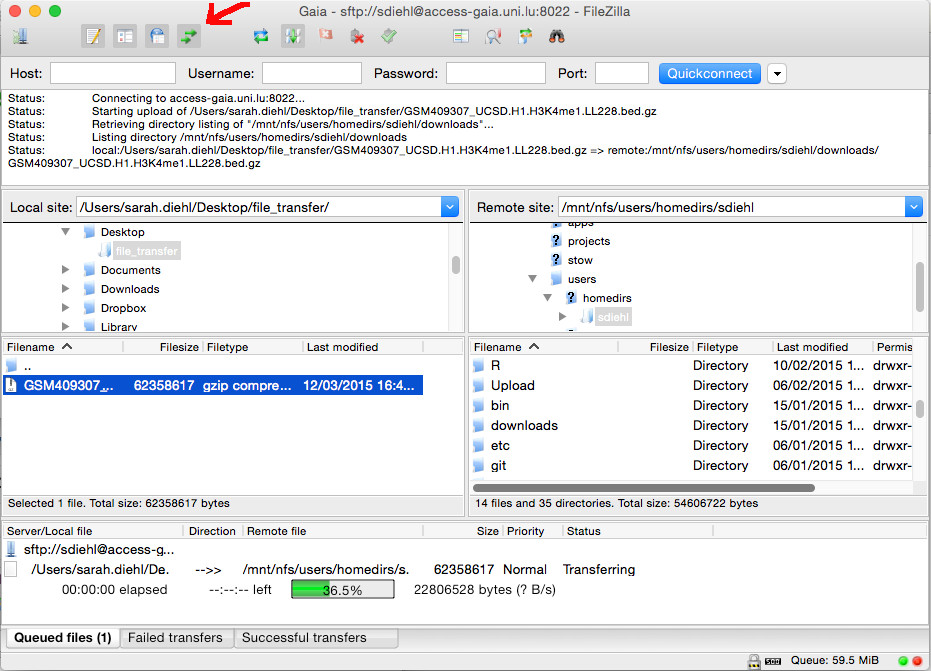 Gaia - sftp://sdiehl@access-gaia.uni.lu:8022 - FileZilla
Host: Username: Password: Port: Quickconnect
Status: Connecting to access-gaia.uni.lu:8022...
Status: Starting upload of /Users/sarah.diehl/Desktop/file_transfer/GSM409307_UCSD.H1.H3K4me1.LL228.bed.gz
Status: Retrieving directory listing of "/mnt/nfs/users/homedirs/sdiehl/downloads"...
Status: Listing directory /mnt/nfs/users/homedirs/sdiehl/downloads
Status: local:/Users/sarah.diehl/Desktop/file_transfer/GSM409307_UCSD.H1.H3K4me1.LL228.bed.gz => remote:/mnt/nfs/users/homedirs/sdiehl/downloads/
GSM409307_UCSD.H1.H3K4me1.LL228.bed.gz
Local site: /Users/sarah.diehl/Desktop/file_transfer/
Desktop
file_transfer
Documents
Downloads
Dropbox
Library
Remote site: /mnt/nfs/users/homedirs/sdiehl
apps
? projects
? stow
users
? homedirs
sdiehl
Filename Filesize Filetype Last modified
..
GSM409307_... 62358617 gzip compre... 12/03/2015 16:4...
Selected 1 file. Total size: 62358617 bytes
Filename Filesize Filetype Last modified Permis
R Directory 10/02/2015 1... drwxr-
Upload Directory 06/02/2015 1... drwxr-
bin Directory 15/01/2015 1... drwxr-
downloads Directory 15/01/2015 1... drwxr-
etc Directory 06/01/2015 1... drwxr-
git Directory 06/01/2015 1... drwxr-
14 files and 35 directories. Total size: 54606722 bytes
Server/Local file Direction Remote file Size Priority Status
sftp://sdiehl@access-g...
/Users/sarah.diehl/De. -->> /mnt/nfs/users/homedirs/s. 62358617 Normal Transferring
00:00:00 elapsed --:--:-- left 36.5% 22806528 bytes (? B/s)
Queued files (1) Failed transfers Successful transfers
Queue: 59.5 MiB